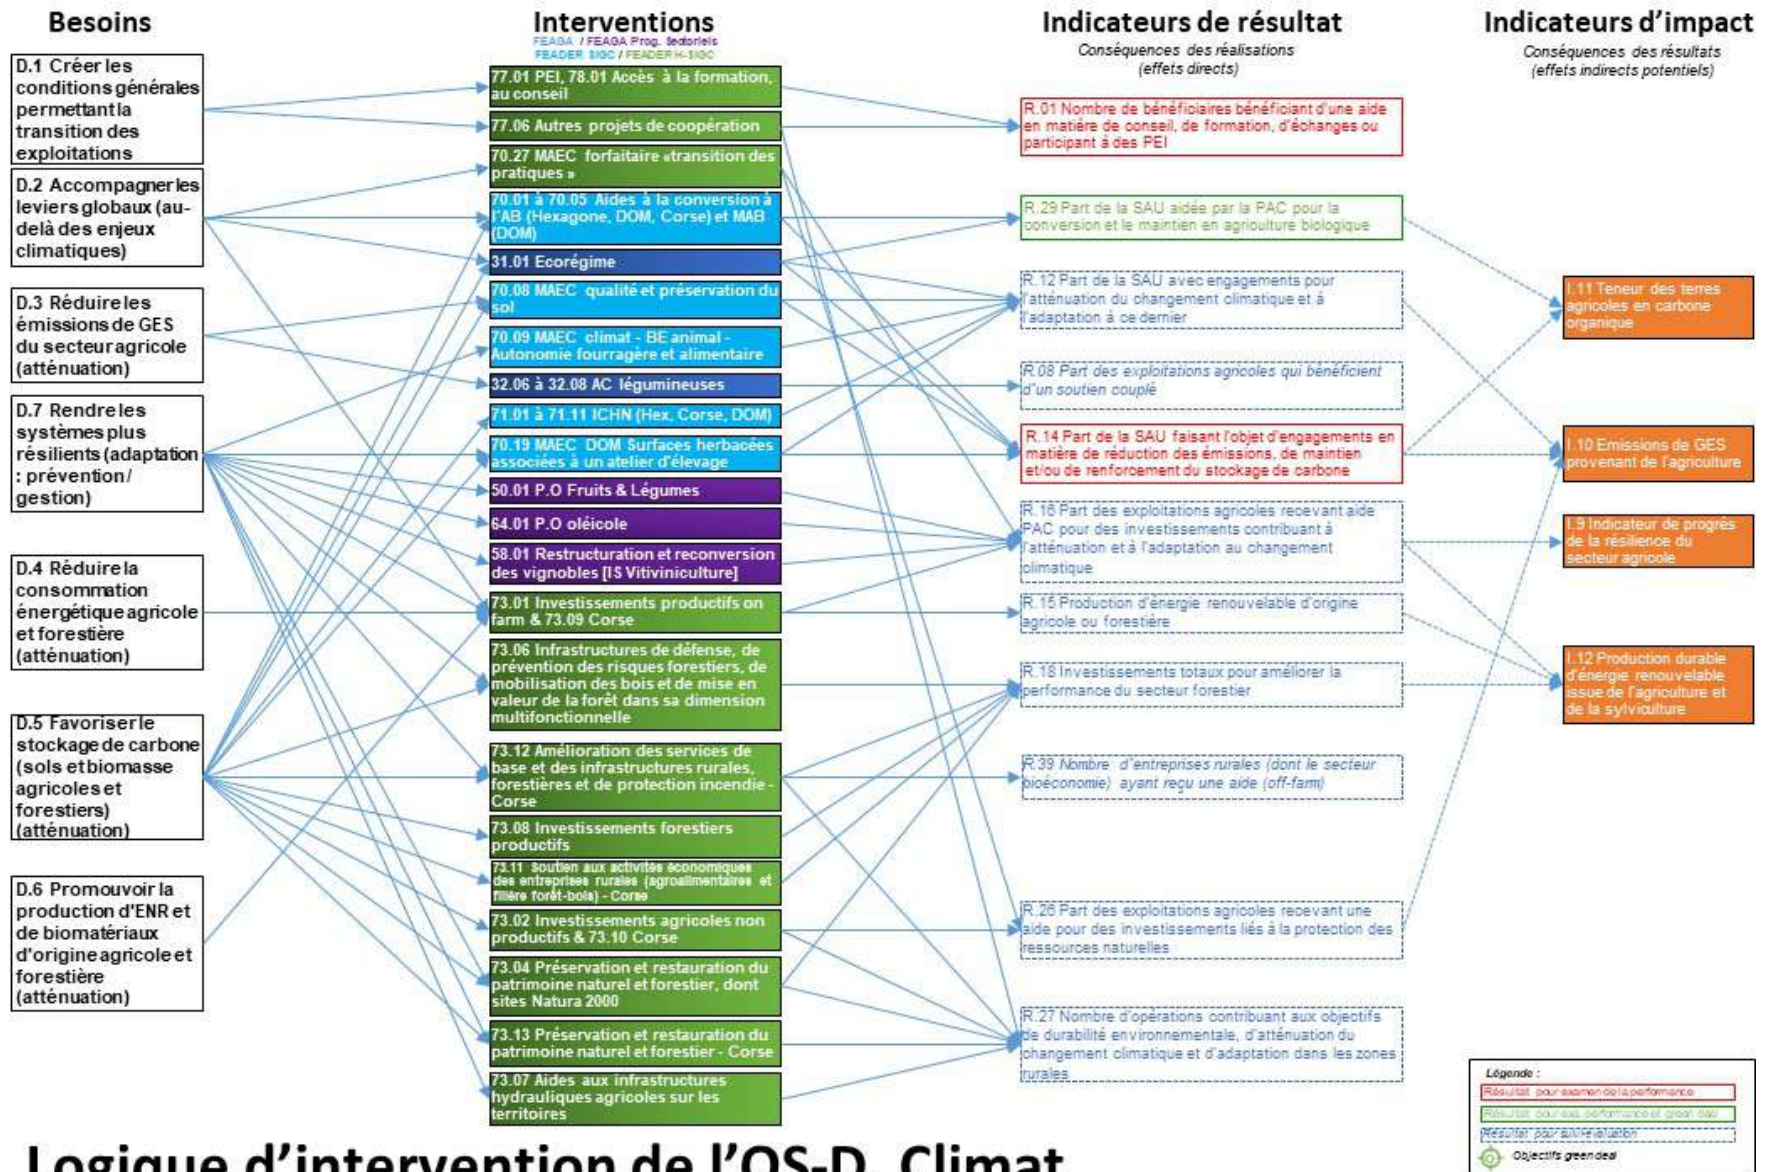 Besoins
D.1 Créer les
conditions générales
permettant la
transition des
exploitations
D.2 Accompagner les
leviers globaux (au-
delà des enjeux
climatiques)
D.3 Réduire les
émissions de GES
du secteur agricole
(atténuation)
D.7 Rendre les
systèmes plus
résilients (adaptation
: prévention /
gestion)
D.4 Réduire la
consommation
énergétique agricole
et forestière
(atténuation)
D.5 Favoriser le
stockage de carbone
(sols et biomasse
agricoles et
forestiers)
(atténuation)
D.6 Promouvoir la
production d'ENR et
de biomatériaux
d'origine agricole et
forestière
(atténuation)
Interventions
FEAGA / FEAGA Prog. Sectoriels
FEADER SIGC / FEADER H-SIGC
77.01 PEI, 78.01 Accès à la formation,
au conseil
77.06 Autres projets de coopération
70.27 MAEC forfaitaire «transition des
pratiques »
70.01 à 70.05 Aides à la conversion à
l'AB (Hexagone, DOM, Corse) et MAB
(DOM)
31.01 Ecorégime
70.08 MAEC qualité et préservation du
sol
70.09 MAEC climat - BE animal -
Autonomie fourragère et alimentaire
32.06 à 32.08 AC légumineuses
71.01 à 71.11 ICHN (Hex, Corse, DOM)
70.19 MAEC DOM Surfaces herbacées
associées à un atelier d'élevage
50.01 P.O Fruits & Légumes
64.01 P.O oléicole
58.01 Restructuration et reconversion
des vignobles [IS Vitiviniculture]
73.01 Investissements productifs on
farm & 73.09 Corse
73.06 Infrastructures de défense, de
prévention des risques forestiers, de
mobilisation des bois et de mise en
valeur de la forêt dans sa dimension
multifonctionnelle
73.12 Amélioration des services de
base et des infrastructures rurales,
forestières et de protection incendie -
Corse
73.08 Investissements forestiers
productifs
73.11 Soutien aux activités économiques
des entreprises rurales (agroalimentaires et
filière forêt-bois) - Corse
73.02 Investissements agricoles non
productifs & 73.10 Corse
73.04 Préservation et restauration du
patrimoine naturel et forestier, dont
sites Natura 2000
73.13 Préservation et restauration du
patrimoine naturel et forestier - Corse
73.07 Aides aux infrastructures
hydrauliques agricoles sur les
territoires
Indicateurs de résultat
Conséquences des réalisations
(effets directs)
R.01 Nombre de bénéficiaires bénéficiant d'une aide
en matière de conseil, de formation, d'échanges ou
participant à des PEI
R.29 Part de la SAU aidée par la PAC pour la
conversion et le maintien en agriculture biologique
R.12 Part de la SAU avec engagements pour
l'atténuation du changement climatique et à
l'adaptation à ce dernier
R.08 Part des exploitations agricoles qui bénéficient
d'un soutien couplé
R.14 Part de la SAU faisant l'objet d'engagements en
matière de réduction des émissions, de maintien
et/ou de renforcement du stockage de carbone
R.16 Part des exploitations agricoles recevant aide
PAC pour des investissements contribuant à
l'atténuation et à l'adaptation au changement
climatique
R.15 Production d'énergie renouvelable d'origine
agricole ou forestière
R.18 Investissements totaux pour améliorer la
performance du secteur forestier
R.39 Nombre d'entreprises rurales (dont le secteur
bioéconomie) ayant reçu une aide (off-farm)
R.26 Part des exploitations agricoles recevant une
aide pour des investissements liés à la protection des
ressources naturelles
R.27 Nombre d'opérations contribuant aux objectifs
de durabilité environnementale, d'atténuation du
changement climatique et d'adaptation dans les zones
rurales
Indicateurs d'impact
Conséquences des résultats
(effets indirects potentiels)
I.11 Teneur des terres
agricoles en carbone
organique
I.10 Emissions de GES
provenant de l'agriculture
I.9 Indicateur de progrès
de la résilience du
secteur agricole
I.12 Production durable
d'énergie renouvelable
issue de l'agriculture et
de la sylviculture
Légende :
Résultat pour examen de la performance
Résultat pour exa. performance et green deal
Résultat pour suivi-évaluation
Objectifs green deal
Logique d'intervention de l'OS-D Climat